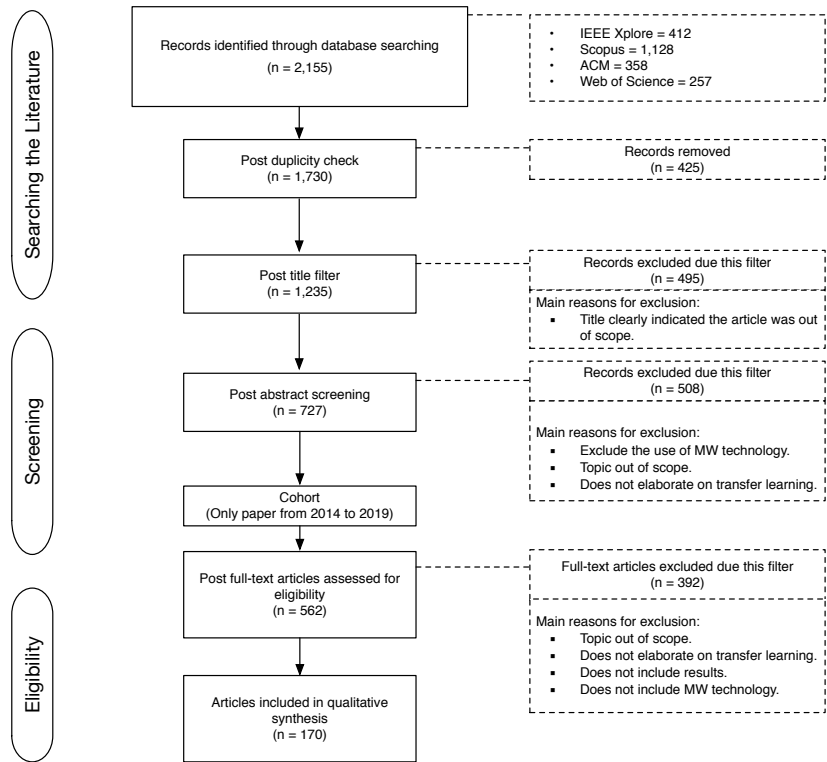 Searching the Literature
Records identified through database searching
(n = 2,155)
• IEEE Xplore = 412
• Scopus = 1,128
• ACM = 358
• Web of Science = 257
Post duplicity check
(n = 1,730)
Records removed
(n = 425)
Post title filter
(n = 1,235)
Records excluded due this filter
(n = 495)
Main reasons for exclusion:
▪ Title clearly indicated the article was out
of scope.
Screening
Post abstract screening
(n = 727)
Records excluded due this filter
(n = 508)
Main reasons for exclusion:
▪ Exclude the use of MW technology.
▪ Topic out of scope.
▪ Does not elaborate on transfer learning.
Cohort
(Only paper from 2014 to 2019)
Eligibility
Post full-text articles assessed for
eligibility
(n = 562)
Full-text articles excluded due this filter
(n = 392)
Main reasons for exclusion:
▪ Topic out of scope.
▪ Does not elaborate on transfer learning.
▪ Does not include results.
▪ Does not include MW technology.
Articles included in qualitative
synthesis
(n = 170)